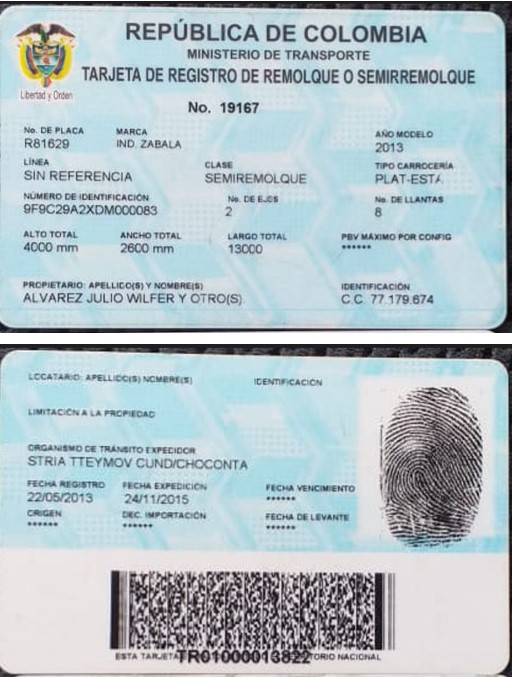 REPÚBLICA DE COLOMBIA
MINISTERIO DE TRANSPORTE
TARJETA DE REGISTRO DE REMOLQUE O SEMIRREMOLQUE
Libertad y Orden
No. 19167
No. DE PLACA MARCA AÑO MODELO
R81629 IND. ZABALA 2013
LÍNEA CLASE TIPO CARROCERÍA
SIN REFERENCIA SEMIREMOLQUE PLAT-ESTA
NÚMERO DE IDENTIFICACIÓN No. DE EJES No. DE LLANTAS
9F9C29A2XDM000083 2 8
ALTO TOTAL ANCHO TOTAL LARGO TOTAL PBV MÁXIMO POR CONFIG
4000 mm 2600 mm 13000 ******
PROPIETARIO: APELLIDO(S) Y NOMBRE(S) IDENTIFICACIÓN
ALVAREZ JULIO WILFER Y OTRO(S) C.C. 77.179.674
LOCATARIO: APELLIDO(S) NOMBRE(S) IDENTIFICACIÓN
LIMITACIÓN A LA PROPIEDAD
ORGANISMO DE TRÁNSITO EXPEDIDOR
STRIA TTEYMOV CUND/CHOCONTA
FECHA REGISTRO FECHA EXPEDICIÓN FECHA VENCIMIENTO
22/05/2013 24/11/2015 ******
ORIGEN DEC. IMPORTACIÓN FECHA DE LEVANTE
****** ****** ******
ESTA TARJETA TR01000013822 TORIO NACIONAL